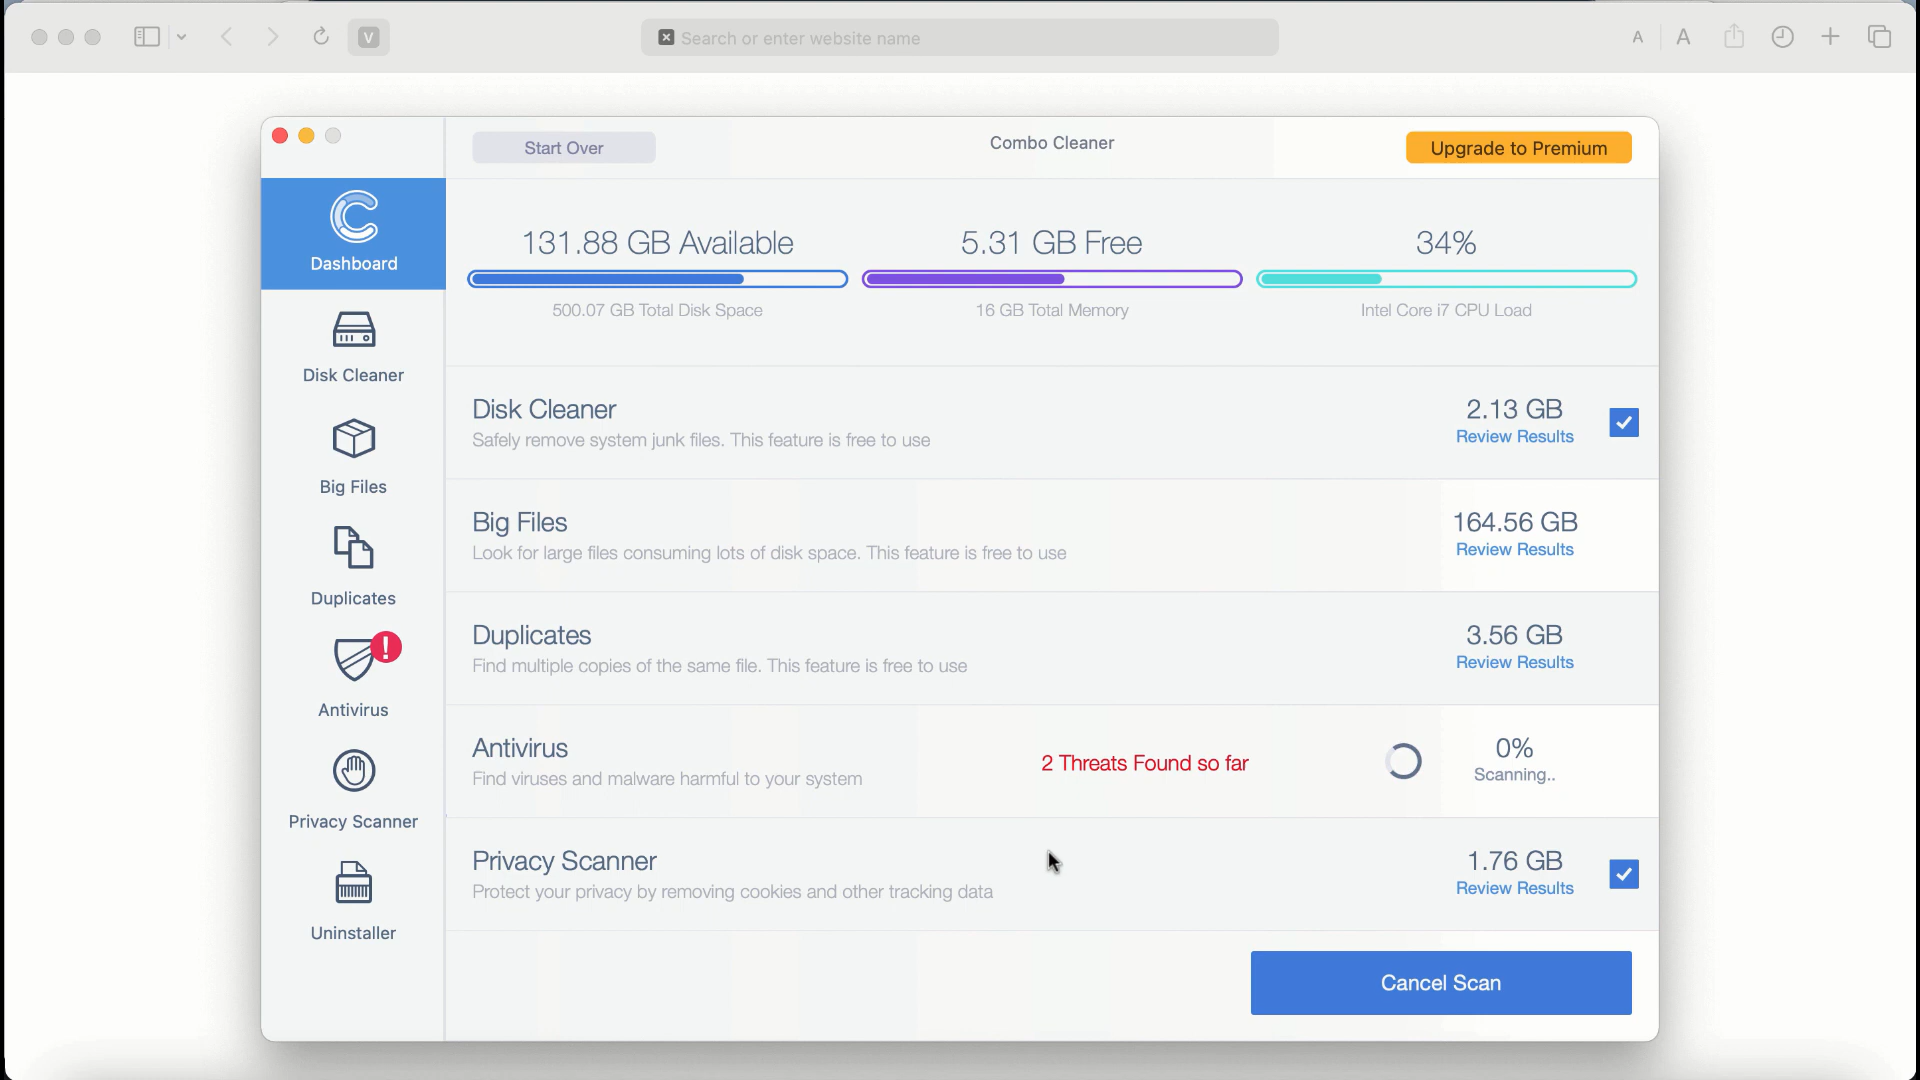 V
Search or enter website name
A
A
Start Over
Combo Cleaner
Upgrade to Premium
Dashboard
Disk Cleaner
Big Files
Duplicates
Antivirus
Privacy Scanner
Uninstaller
131.88 GB Available
500.07 GB Total Disk Space
5.31 GB Free
16 GB Total Memory
34%
Intel Core i7 CPU Load
Disk Cleaner
Safely remove system junk files. This feature is free to use
2.13 GB
Review Results
Big Files
Look for large files consuming lots of disk space. This feature is free to use
164.56 GB
Review Results
Duplicates
Find multiple copies of the same file. This feature is free to use
3.56 GB
Review Results
Antivirus
Find viruses and malware harmful to your system
2 Threats Found so far
0%
Scanning..
Privacy Scanner
Protect your privacy by removing cookies and other tracking data
1.76 GB
Review Results
Cancel Scan